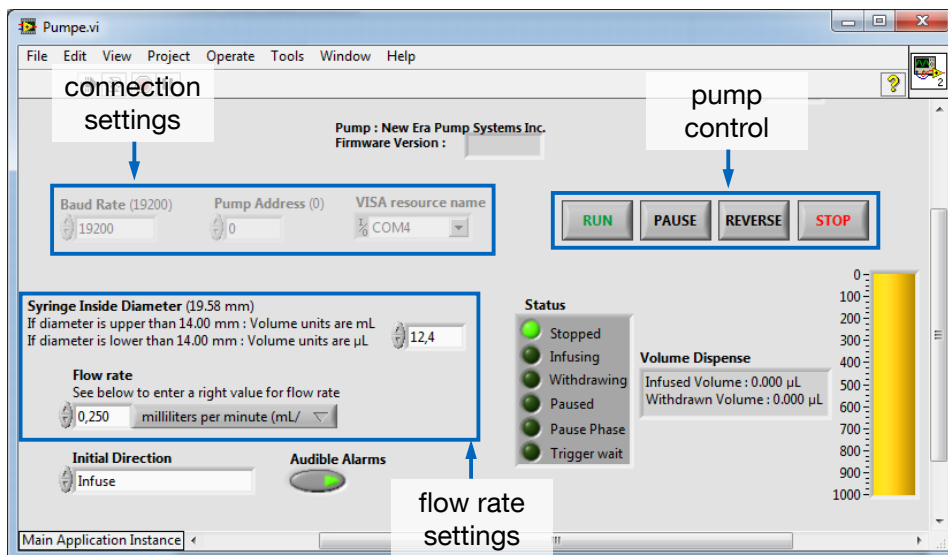 Pumpe.vi
File Edit View Project Operate Tools Window Help
connection
settings
pump
control
2
Pump : New Era Pump Systems Inc.
Firmware Version :
Baud Rate (19200)
19200
Pump Address (0)
0
VISA resource name
COM4
RUN PAUSE REVERSE STOP
Syringe Inside Diameter (19.58 mm)
If diameter is upper than 14.00 mm : Volume units are mL
If diameter is lower than 14.00 mm : Volume units are µL
12,4
Flow rate
See below to enter a right value for flow rate
0,250 milliliters per minute (mL/
Initial Direction
Infuse
Audible Alarms
flow rate
settings
Status
Stopped
Infusing
Withdrawing
Paused
Pause Phase
Trigger wait
Volume Dispense
Infused Volume : 0.000 µL
Withdrawn Volume : 0.000 µL
0
100
200
300
400
500
600
700
800
900
1000
Main Application Instance